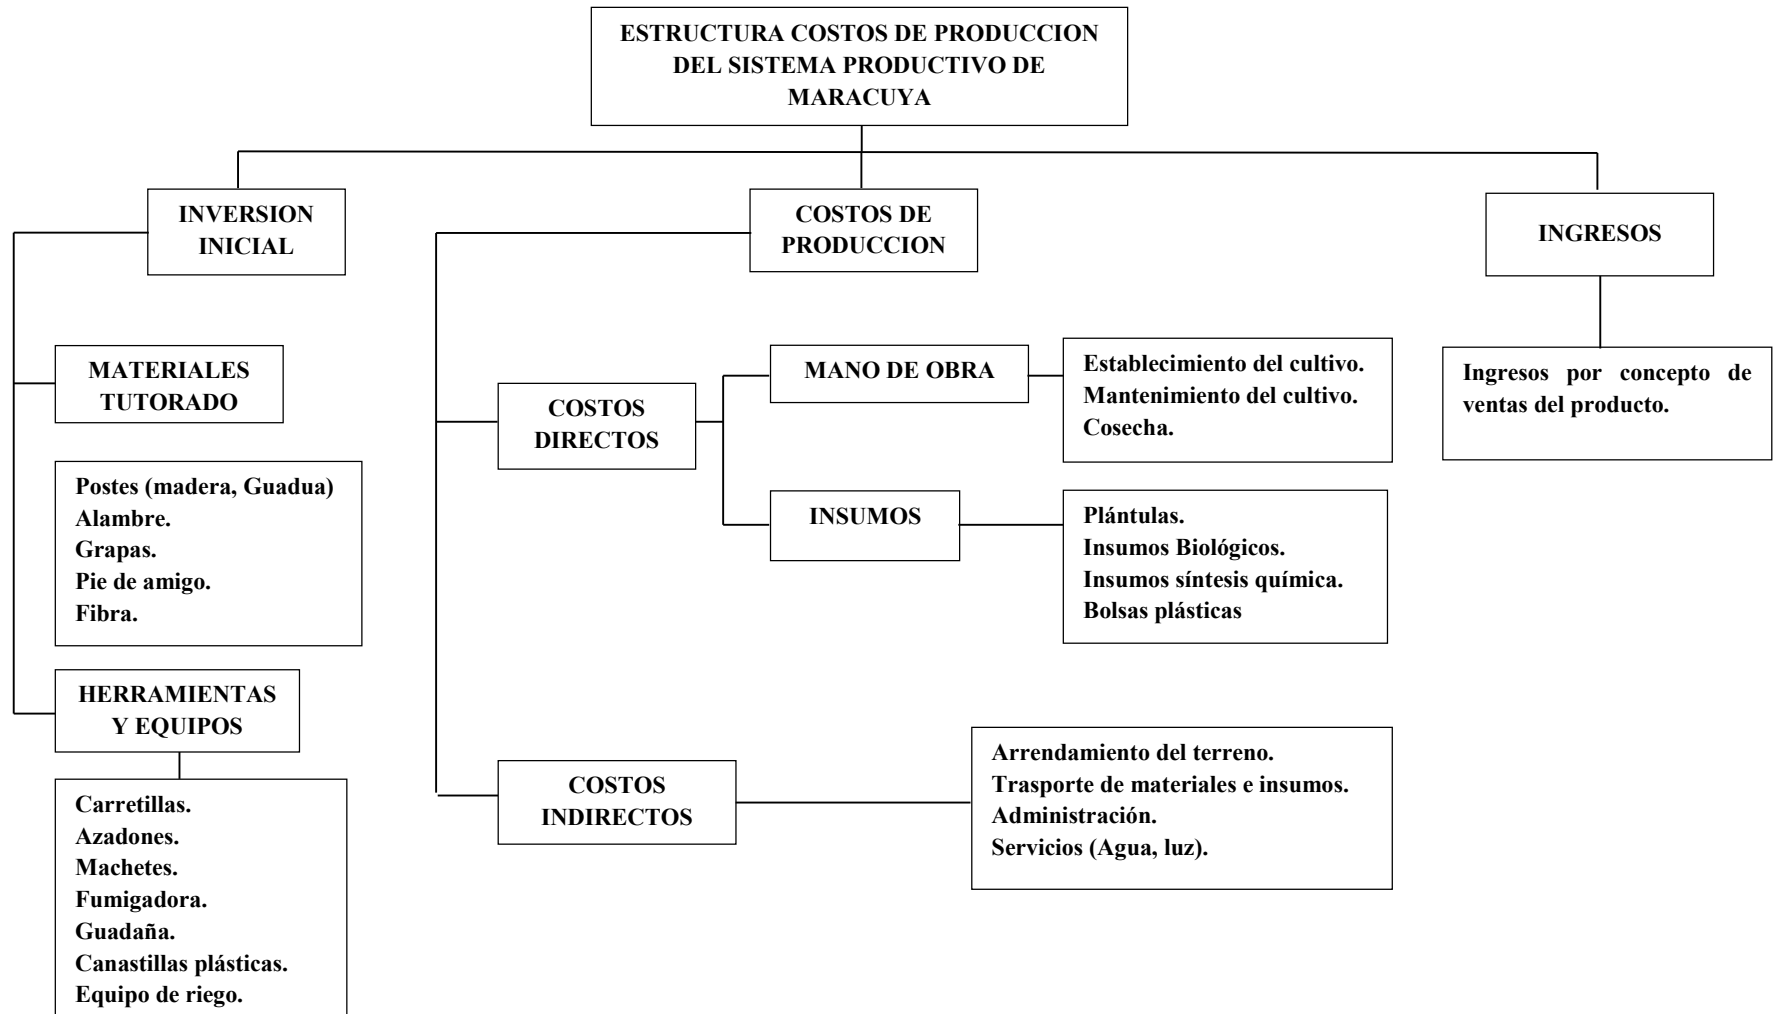 ESTRUCTURA COSTOS DE PRODUCCION
DEL SISTEMA PRODUCTIVO DE
MARACUYA
INVERSION
INICIAL
MATERIALES
TUTORADO
Postes (madera, Guadua)
Alambre.
Grapas.
Pie de amigo.
Fibra.
HERRAMIENTAS
Y EQUIPOS
Carretillas.
Azadones.
Machetes.
Fumigadora.
Guadaña.
Canastillas plásticas.
Equipo de riego.
COSTOS DE
PRODUCCION
COSTOS
DIRECTOS
MANO DE OBRA
Establecimiento del cultivo.
Mantenimiento del cultivo.
Cosecha.
INSUMOS
Plántulas.
Insumos Biológicos.
Insumos síntesis química.
Bolsas plásticas
COSTOS
INDIRECTOS
Arrendamiento del terreno.
Trasporte de materiales e insumos.
Administración.
Servicios (Agua, luz).
INGRESOS
Ingresos por concepto de
ventas del producto.